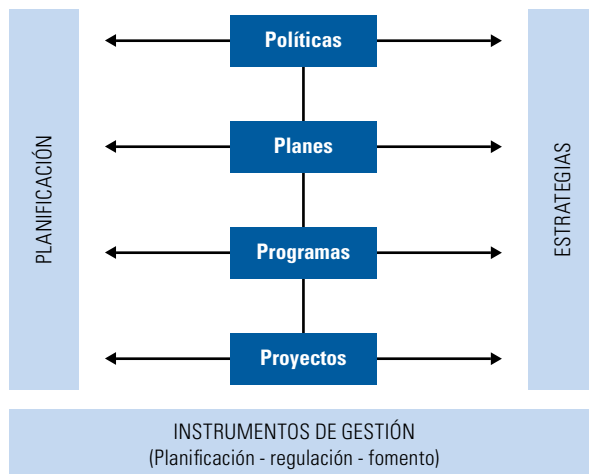 PLANIFICACIÓN
Políticas
Planes
Programas
Proyectos
ESTRATEGIAS
INSTRUMENTOS DE GESTIÓN
(Planificación - regulación - fomento)